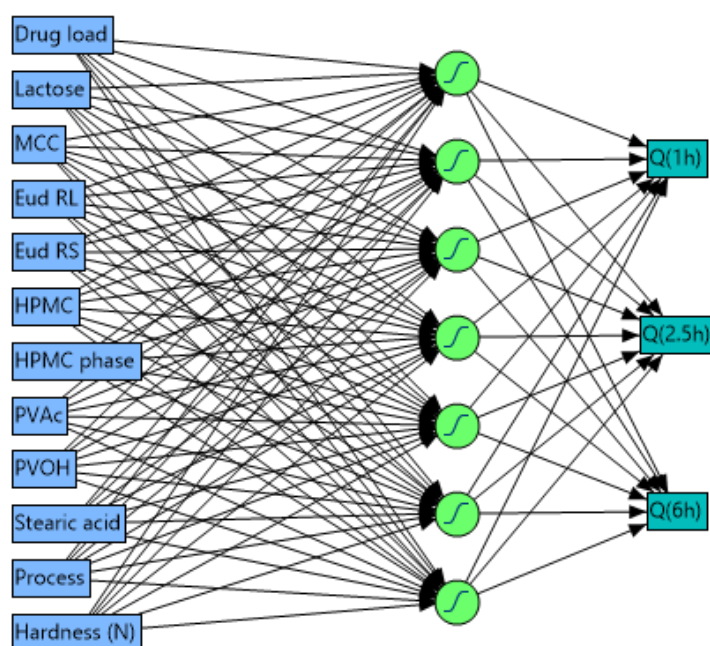 Drug load
Lactose
MCC
Eud RL
Eud RS
HPMC
HPMC phase
PVAc
PVOH
Stearic acid
Process
Hardness (N)
Q(1h)
Q(2.5h)
Q(6h)